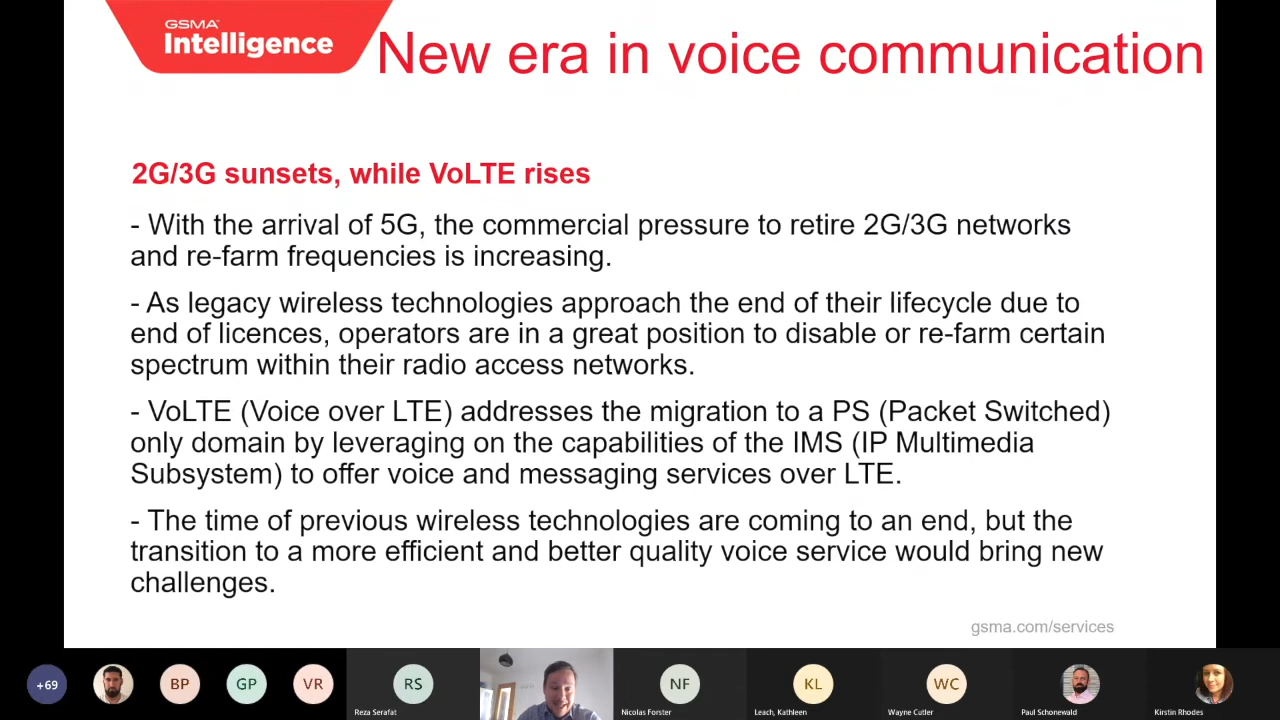 GSMA™
Intelligence
New era in voice communication
2G/3G sunsets, while VoLTE rises
- With the arrival of 5G, the commercial pressure to retire 2G/3G networks
and re-farm frequencies is increasing.
- As legacy wireless technologies approach the end of their lifecycle due to
end of licences, operators are in a great position to disable or re-farm certain
spectrum within their radio access networks.
- VoLTE (Voice over LTE) addresses the migration to a PS (Packet Switched)
only domain by leveraging on the capabilities of the IMS (IP Multimedia
Subsystem) to offer voice and messaging services over LTE.
- The time of previous wireless technologies are coming to an end, but the
transition to a more efficient and better quality voice service would bring new
challenges.
gsma.com/services
+69
BP
GP
VR
RS
NF
KL
WC
Reza Serafat
Nicolas Forster
Leach, Kathleen
Wayne Cutler
Paul Schonewald
Kirstin Rhodes